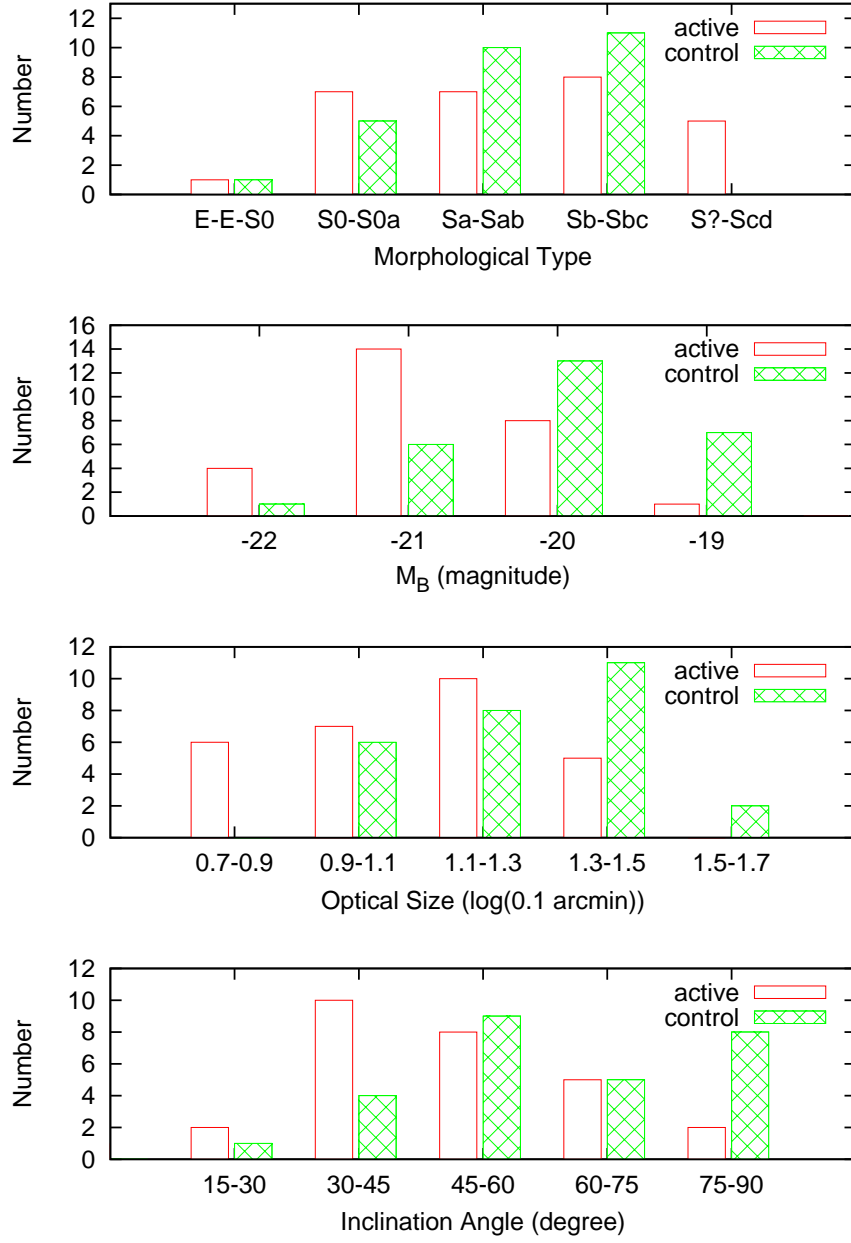 12
10
8
6
4
2
0
Number
active
control
E-E-S0 S0-S0a Sa-Sab Sb-Sbc S?-Scd
Morphological Type
16
14
12
10
8
6
4
2
0
Number
active
control
-22 -21 -20 -19
M_B (magnitude)
12
10
8
6
4
2
0
Number
active
control
0.7-0.9 0.9-1.1 1.1-1.3 1.3-1.5 1.5-1.7
Optical Size (log(0.1 arcmin))
12
10
8
6
4
2
0
Number
active
control
15-30 30-45 45-60 60-75 75-90
Inclination Angle (degree)